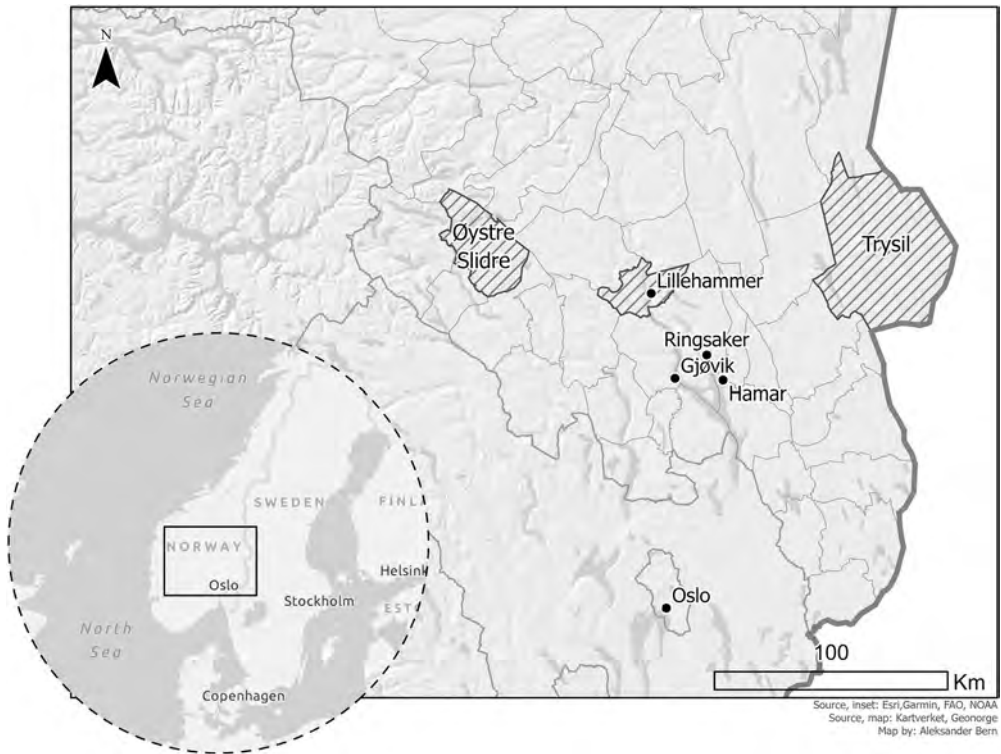 N
Øystre
Slidre
Trysil
Lillehammer
Ringsaker
Gjøvik
Hamar
Oslo
100
Km
Norwegian
Sea
SWEDEN
FINL
NORWAY
Oslo
Helsink
Stockholm
ESTO
North
Sea
Copenhagen
Source, inset: Esri,Garmin, FAO, NOAA
Source, map: Kartverket, Geonorge
Map by: Aleksander Bern